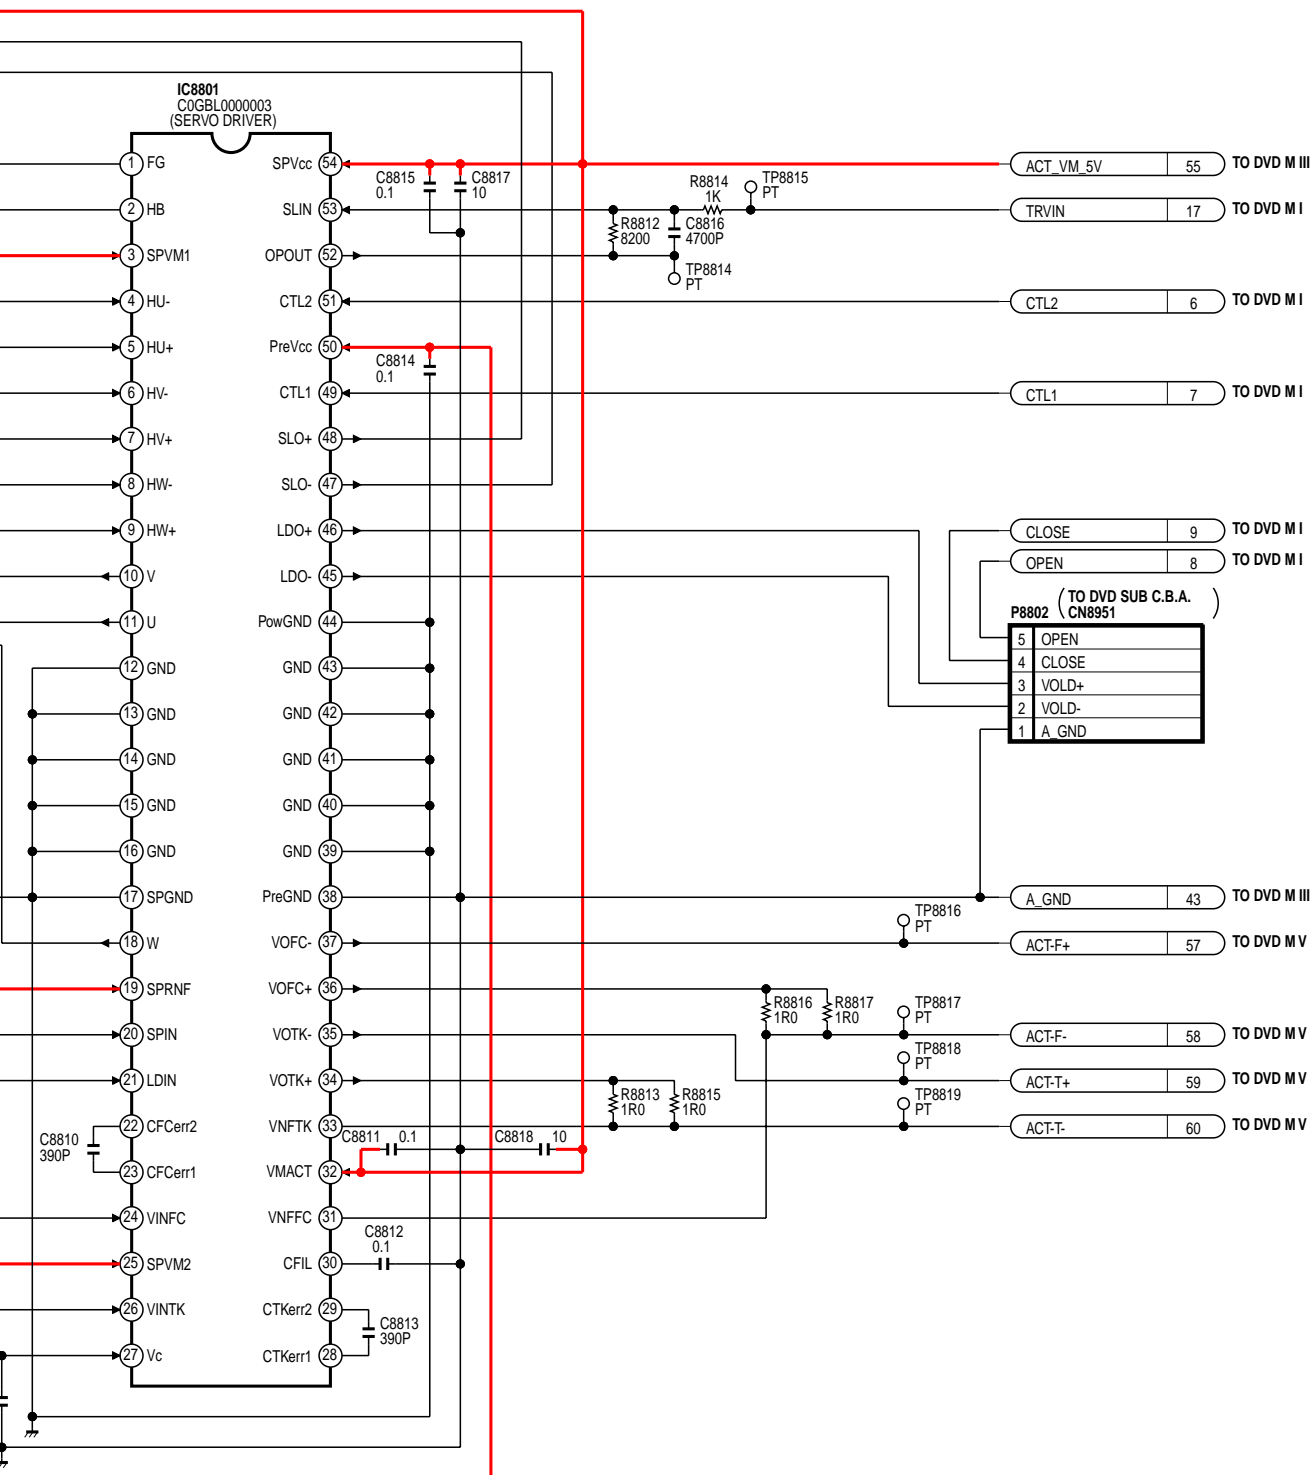 IC8801
C0GBL0000003
(SERVO DRIVER)
1 FG
2 HB
3 SPVM1
4 HU-
5 HU+
6 HV-
7 HV+
8 HW-
9 HW+
10 V
11 U
12 GND
13 GND
14 GND
15 GND
16 GND
17 SPGND
18 W
19 SPRNF
20 SPIN
21 LDIN
22 CFCerr2
23 CFCerr1
24 VINFC
25 SPVM2
26 VINTK
27 Vc
SPVcc 54
SLIN 53
OPOUT 52
CTL2 51
PreVcc 50
CTL1 49
SLO+ 48
SLO- 47
LDO+ 46
LDO- 45
PowGND 44
GND 43
GND 42
GND 41
GND 40
GND 39
PreGND 38
VOFC- 37
VOFC+ 36
VOTK- 35
VOTK+ 34
VNFTK 33
VMACT 32
VNFFC 31
CFIL 30
CTKerr2 29
CTKerr1 28
C8810
390P
C8815
0.1
C8817
10
R8812
8200
C8816
4700P
R8814
1K
TP8815
PT
TP8814
PT
C8814
0.1
TP8816
PT
R8816
1R0
R8817
1R0
TP8817
PT
TP8818
PT
R8813
1R0
R8815
1R0
TP8819
PT
C8811 0.1
C8818 10
C8812
0.1
C8813
390P
ACT_VM_5V 55 TO DVD M III
TRVIN 17 TO DVD M I
CTL2 6 TO DVD M I
CTL1 7 TO DVD M I
CLOSE 9 TO DVD M I
OPEN 8 TO DVD M I
P8802 (TO DVD SUB C.B.A.
CN8951)
5 OPEN
4 CLOSE
3 VOLD+
2 VOLD-
1 A_GND
A_GND 43 TO DVD M III
ACT-F+ 57 TO DVD M V
ACT-F- 58 TO DVD M V
ACT-T+ 59 TO DVD M V
ACT-T- 60 TO DVD M V